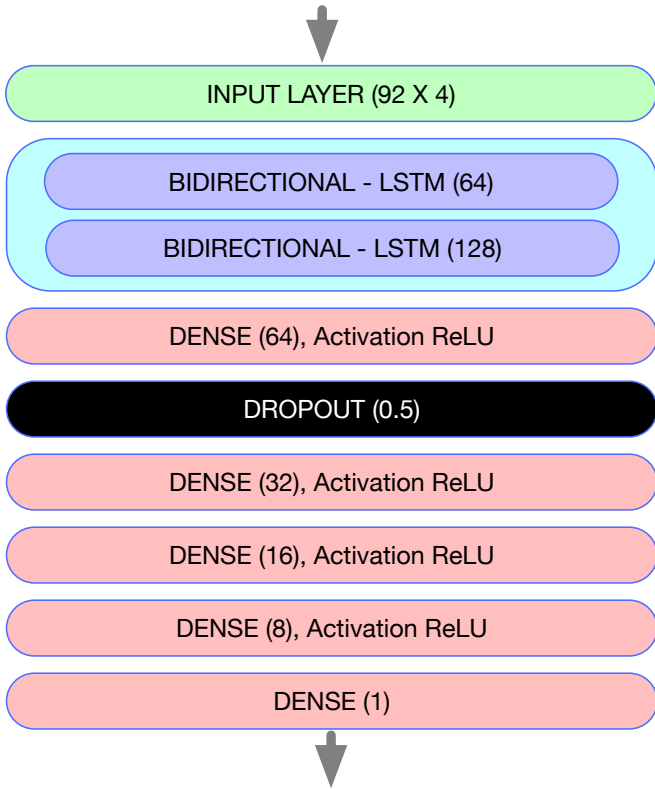 INPUT LAYER (92 X 4)
BIDIRECTIONAL - LSTM (64)
BIDIRECTIONAL - LSTM (128)
DENSE (64), Activation ReLU
DROPOUT (0.5)
DENSE (32), Activation ReLU
DENSE (16), Activation ReLU
DENSE (8), Activation ReLU
DENSE (1)